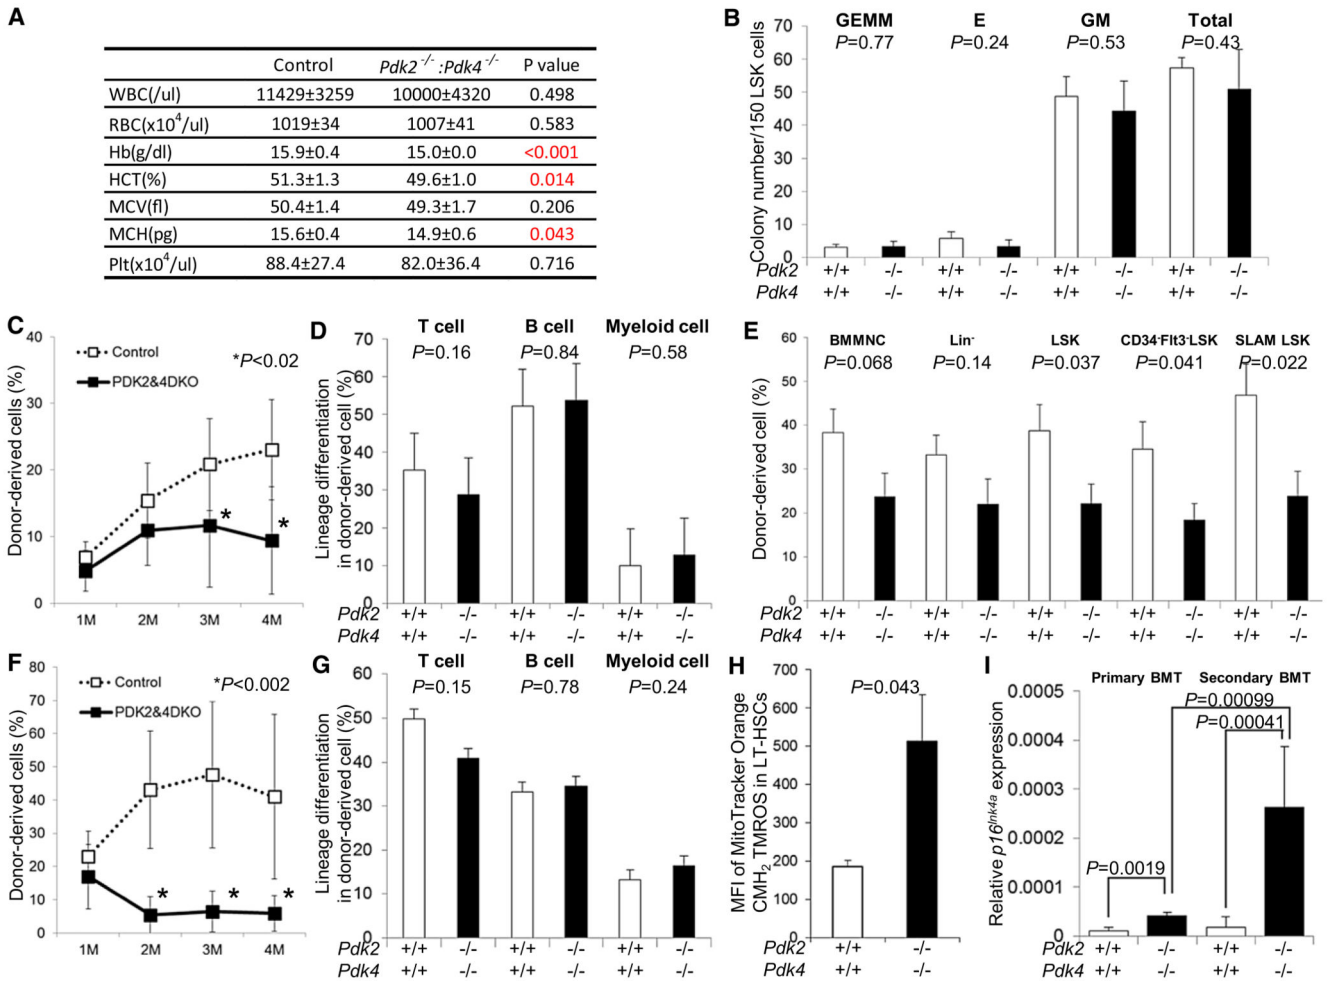 A
Control Pdk2-/-:Pdk4-/- P value
WBC(/ul) 11429±3259 10000±4320 0.498
RBC(x10⁴/ul) 1019±34 1007±41 0.583
Hb(g/dl) 15.9±0.4 15.0±0.0 <0.001
HCT(%) 51.3±1.3 49.6±1.0 0.014
MCV(fl) 50.4±1.4 49.3±1.7 0.206
MCH(pg) 15.6±0.4 14.9±0.6 0.043
Plt(x10⁴/ul) 88.4±27.4 82.0±36.4 0.716
B
GEMM E GM Total
P=0.77 P=0.24 P=0.53 P=0.43
Colony number/150 LSK cells
70
60
50
40
30
20
10
0
Pdk2 +/+ -/- +/+ -/- +/+ -/- +/+ -/-
Pdk4 +/+ -/- +/+ -/- +/+ -/- +/+ -/-
C
Control
PDK2&4DKO
*P<0.02
Donor-derived cells (%)
40
30
20
10
0
* *
1M 2M 3M 4M
D
T cell B cell Myeloid cell
P=0.16 P=0.84 P=0.58
Lineage differentiation
in donor-derived cell (%)
70
60
50
40
30
20
10
0
Pdk2 +/+ -/- +/+ -/- +/+ -/-
Pdk4 +/+ -/- +/+ -/- +/+ -/-
E
BMMNC Lin- LSK CD34-Flt3-LSK SLAM LSK
P=0.068 P=0.14 P=0.037 P=0.041 P=0.022
Donor-derived cell (%)
60
50
40
30
20
10
0
Pdk2 +/+ -/- +/+ -/- +/+ -/- +/+ -/- +/+ -/-
Pdk4 +/+ -/- +/+ -/- +/+ -/- +/+ -/- +/+ -/-
F
Control
PDK2&4DKO
*P<0.002
Donor-derived cells (%)
80
70
60
50
40
30
20
10
0
* * *
1M 2M 3M 4M
G
T cell B cell Myeloid cell
P=0.15 P=0.78 P=0.24
Lineage differentiation
in donor-derived cell (%)
60
50
40
30
20
10
0
Pdk2 +/+ -/- +/+ -/- +/+ -/-
Pdk4 +/+ -/- +/+ -/- +/+ -/-
H
P=0.043
MFI of MitoTracker Orange
CMH₂ TMROS in LT-HSCs
700
600
500
400
300
200
100
0
Pdk2 +/+ -/-
Pdk4 +/+ -/-
I
Primary BMT Secondary BMT
P=0.00099
P=0.00041
P=0.0019
Relative p16Ink4a expression
0.0005
0.0004
0.0003
0.0002
0.0001
0
Pdk2 +/+ -/- +/+ -/-
Pdk4 +/+ -/- +/+ -/-